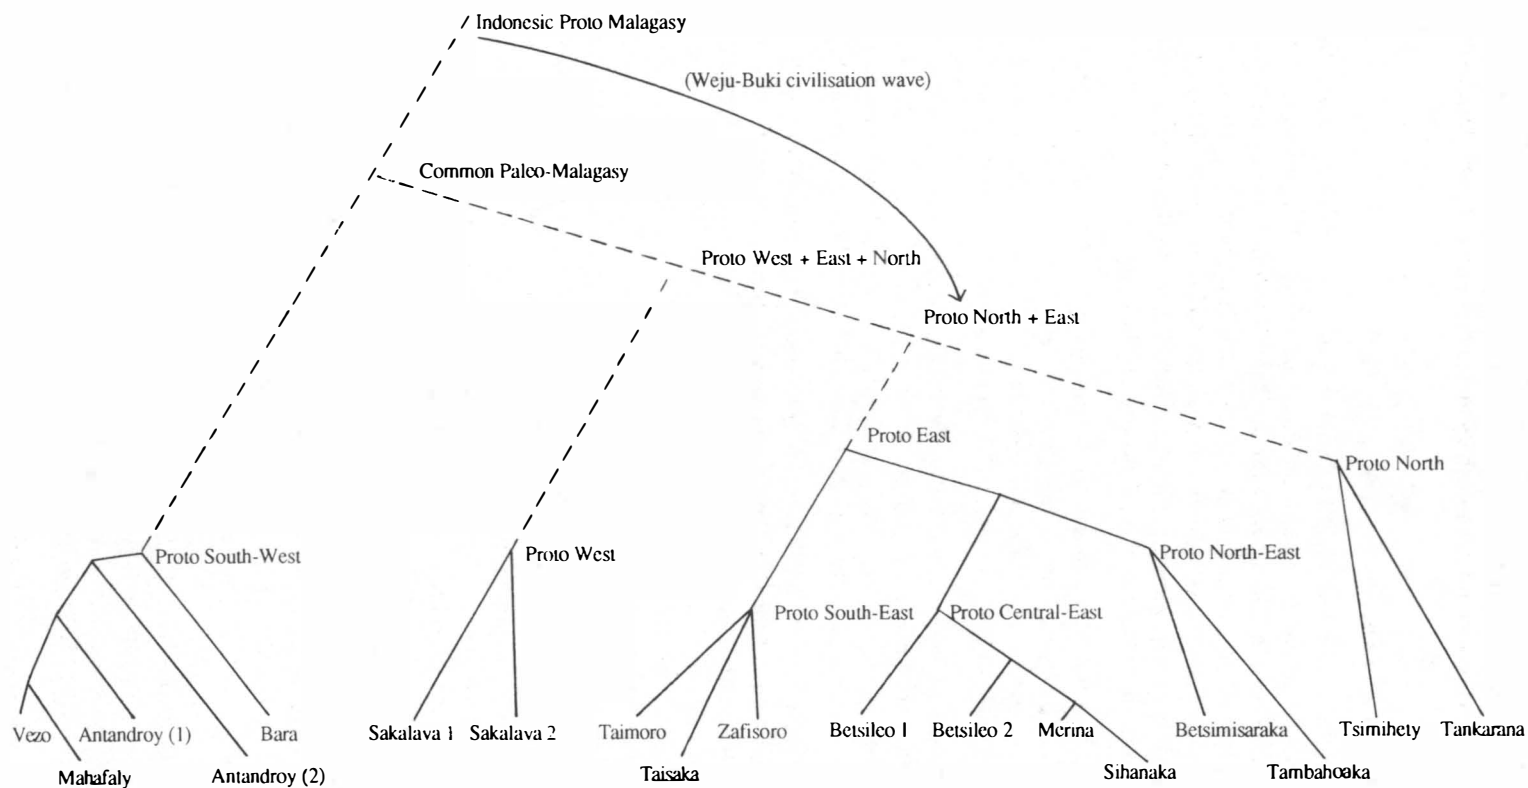 Indonesic Proto Malagasy
(Weju-Buki civilisation wave)
Common Paleo-Malagasy
Proto West + East + North
Proto North + East
Proto East
Proto North
Proto South-West
Proto West
Proto North-East
Proto South-East
Proto Central-East
Vezo
Antandroy (1)
Bara
Sakalava 1
Sakalava 2
Taimoro
Zafisoro
Betsileo 1
Betsileo 2
Merina
Betsimisaraka
Tsimihety
Tankarana
Mahafaly
Antandroy (2)
Taisaka
Sihanaka
Tambahoaka